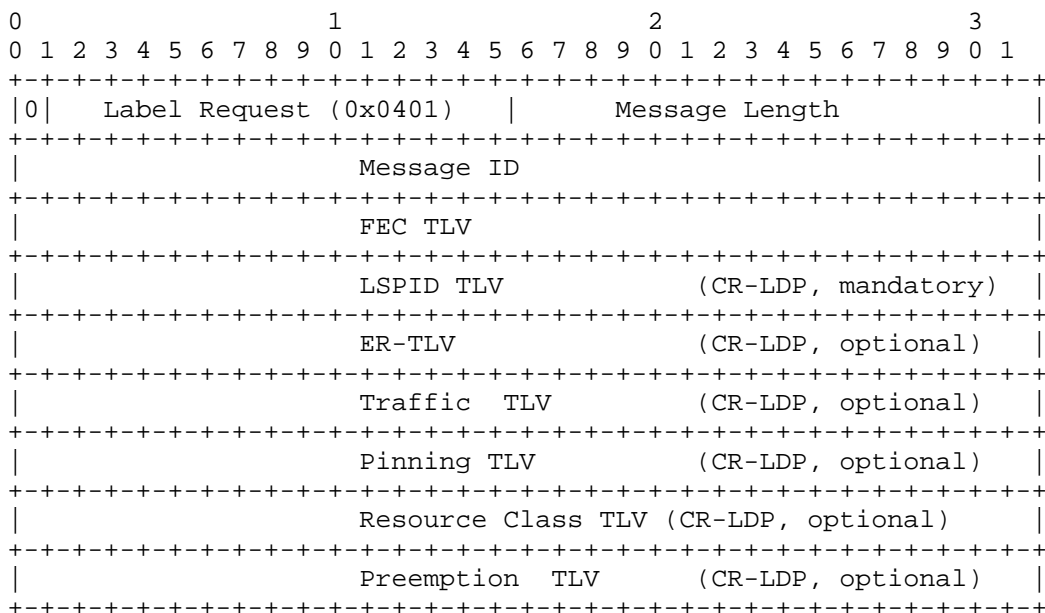 0                   1                   2                   3
0 1 2 3 4 5 6 7 8 9 0 1 2 3 4 5 6 7 8 9 0 1 2 3 4 5 6 7 8 9 0 1
+-+-+-+-+-+-+-+-+-+-+-+-+-+-+-+-+-+-+-+-+-+-+-+-+-+-+-+-+-+-+-+-+
|0|   Label Request (0x0401)   |      Message Length            |
+-+-+-+-+-+-+-+-+-+-+-+-+-+-+-+-+-+-+-+-+-+-+-+-+-+-+-+-+-+-+-+-+
|                     Message ID                                |
+-+-+-+-+-+-+-+-+-+-+-+-+-+-+-+-+-+-+-+-+-+-+-+-+-+-+-+-+-+-+-+-+
|                     FEC TLV                                   |
+-+-+-+-+-+-+-+-+-+-+-+-+-+-+-+-+-+-+-+-+-+-+-+-+-+-+-+-+-+-+-+-+
|                     LSPID TLV            (CR-LDP, mandatory)  |
+-+-+-+-+-+-+-+-+-+-+-+-+-+-+-+-+-+-+-+-+-+-+-+-+-+-+-+-+-+-+-+-+
|                     ER-TLV               (CR-LDP, optional)   |
+-+-+-+-+-+-+-+-+-+-+-+-+-+-+-+-+-+-+-+-+-+-+-+-+-+-+-+-+-+-+-+-+
|                     Traffic  TLV         (CR-LDP, optional)   |
+-+-+-+-+-+-+-+-+-+-+-+-+-+-+-+-+-+-+-+-+-+-+-+-+-+-+-+-+-+-+-+-+
|                     Pinning TLV          (CR-LDP, optional)   |
+-+-+-+-+-+-+-+-+-+-+-+-+-+-+-+-+-+-+-+-+-+-+-+-+-+-+-+-+-+-+-+-+
|                     Resource Class TLV (CR-LDP, optional)     |
+-+-+-+-+-+-+-+-+-+-+-+-+-+-+-+-+-+-+-+-+-+-+-+-+-+-+-+-+-+-+-+-+
|                     Preemption  TLV      (CR-LDP, optional)   |
+-+-+-+-+-+-+-+-+-+-+-+-+-+-+-+-+-+-+-+-+-+-+-+-+-+-+-+-+-+-+-+-+